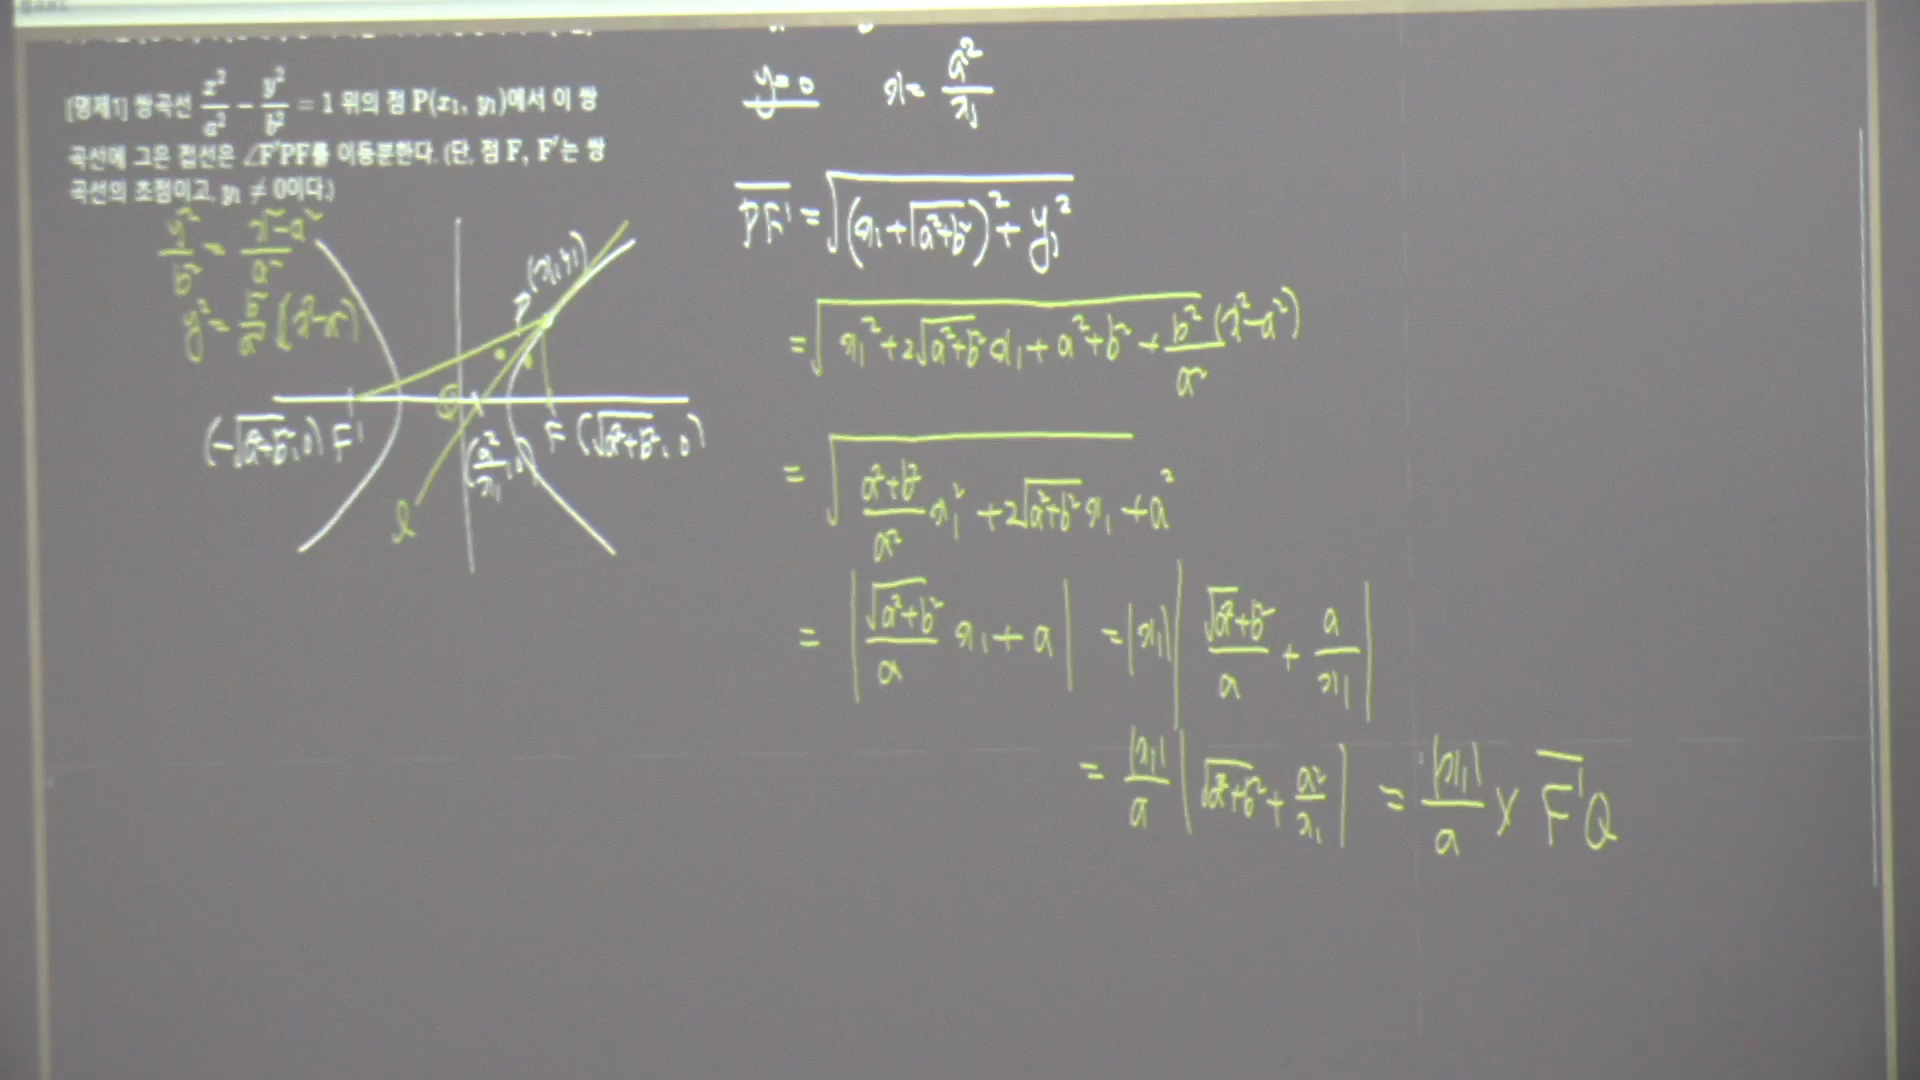 [명제1] 쌍곡선 x²/a² - y²/b² = 1 위의 점 P(x₁, y₁)에서 이 쌍
곡선에 그은 접선은 ∠F'PF를 이등분한다. (단, 점 F, F'는 쌍
곡선의 초점이고, y₁ ≠ 0이다.)
y²/b² = x²-a²/a²
y² = b²/a² (x²-a²)
P (x₁, y₁)
(-√a²+b², 0) F'
(a²/x₁, 0)
F (√a²+b², 0)
l
y=0 x = a²/x₁
PF' = √(x₁+√a²+b²)² + y₁²
= √x₁² + 2√a²+b² x₁ + a²+b² + b²/a² (x²-a²)
= √a²+b²/a² x₁² + 2√a²+b² x₁ + a²
= |√a²+b²/a x₁ + a| = |x₁| |√a²+b²/a + a/x₁|
= |x₁|/a |√a²+b² + a²/x₁| = |x₁|/a × F'Q